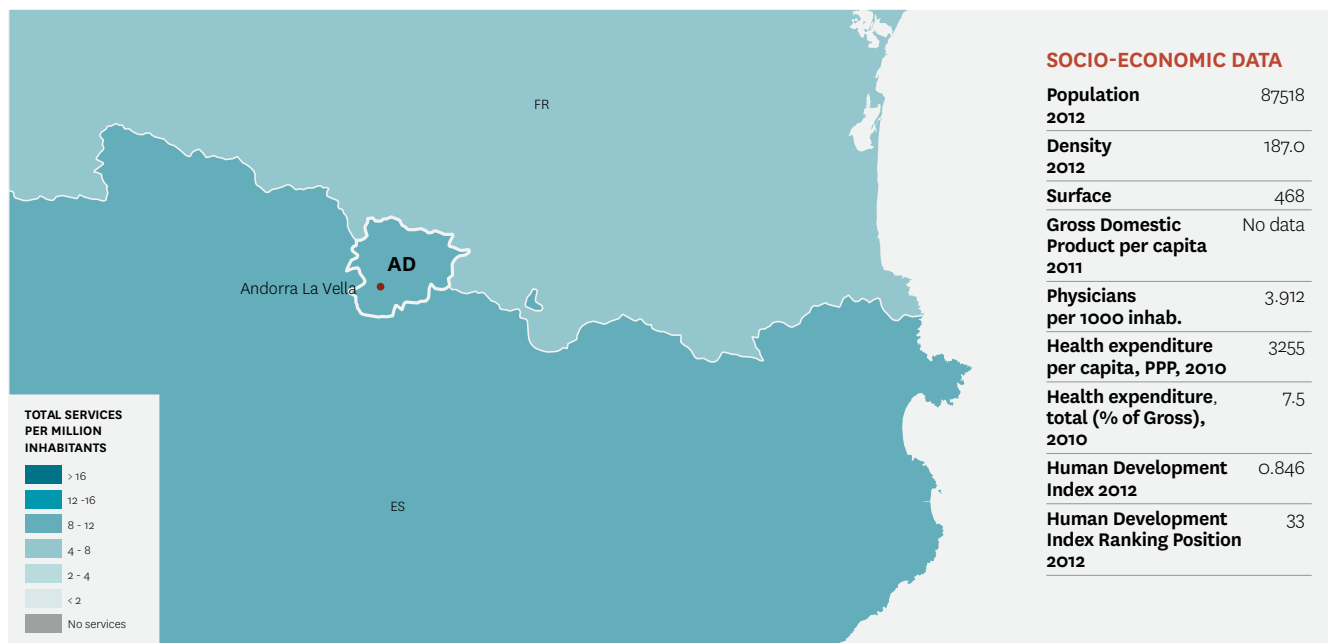 FR
AD
Andorra La Vella
ES
TOTAL SERVICES
PER MILLION
INHABITANTS
> 16
12 -16
8 - 12
4 - 8
2 - 4
< 2
No services
SOCIO-ECONOMIC DATA
Population 87518
2012
Density 187.0
2012
Surface 468
Gross Domestic No data
Product per capita
2011
Physicians 3.912
per 1000 inhab.
Health expenditure 3255
per capita, PPP, 2010
Health expenditure, 7.5
total (% of Gross),
2010
Human Development 0.846
Index 2012
Human Development 33
Index Ranking Position
2012